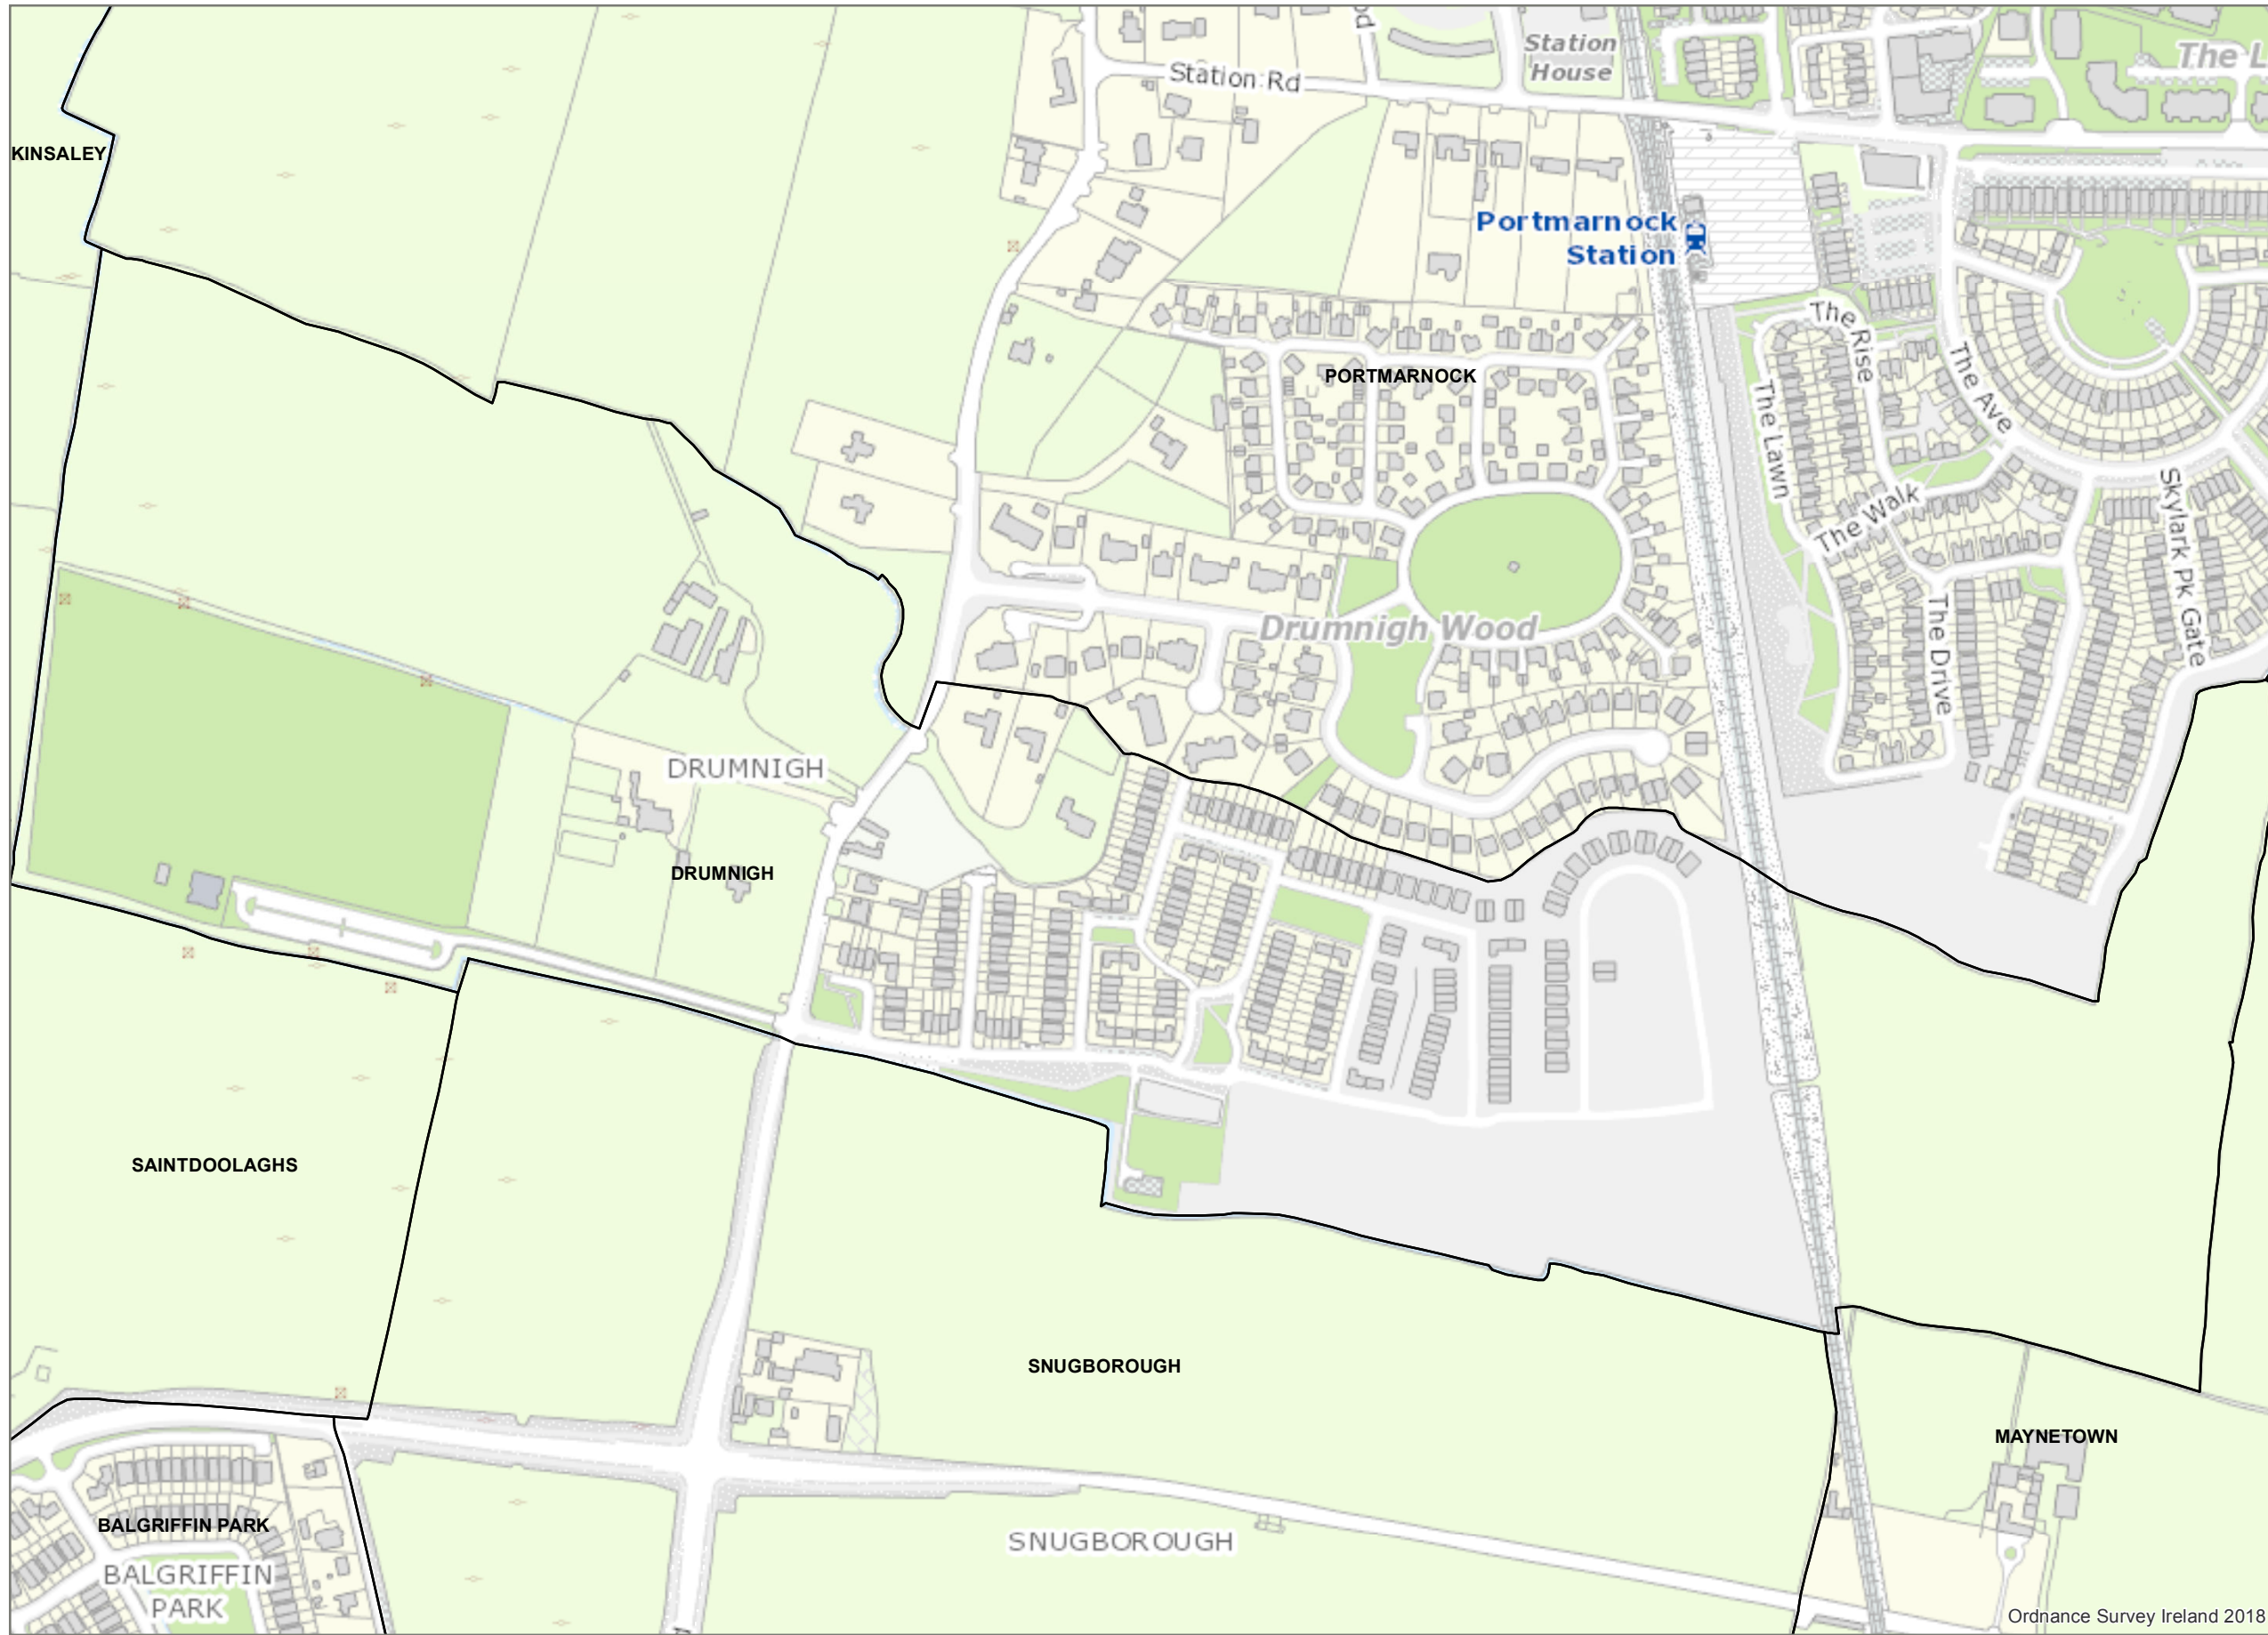 Station
House
The L
Station Rd
KINSALEY
Portmarnock
Station
The Rise
The Ave
PORTMARNOCK
The Lawn
The Walk
Skylark Pk Gate
Drumnigh Wood
The Drive
DRUMNIGH
DRUMNIGH
SAINTDOOLAGHS
SNUGBOROUGH
MAYNETOWN
BALGRIFFIN PARK
SNUGBOROUGH
BALGRIFFIN
PARK
Ordnance Survey Ireland 2018